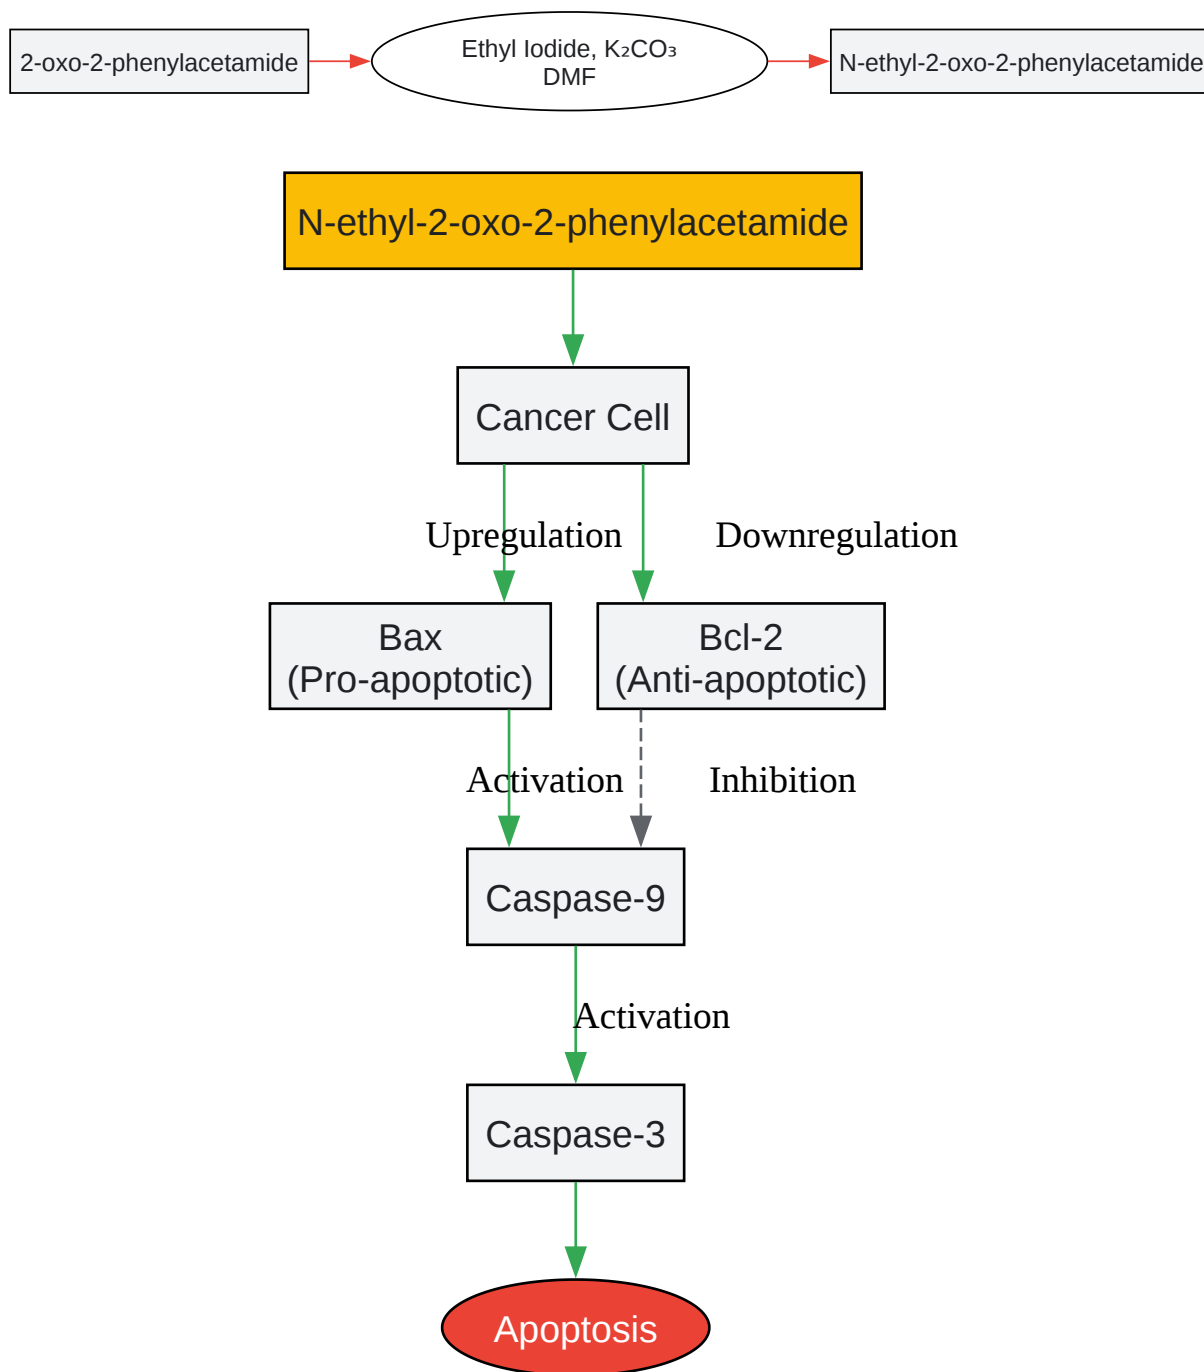 2-oxo-2-phenylacetamide
Ethyl Iodide, K₂CO₃
DMF
N-ethyl-2-oxo-2-phenylacetamide
N-ethyl-2-oxo-2-phenylacetamide
Cancer Cell
Upregulation
Downregulation
Bax
(Pro-apoptotic)
Bcl-2
(Anti-apoptotic)
Activation
Inhibition
Caspase-9
Activation
Caspase-3
Apoptosis